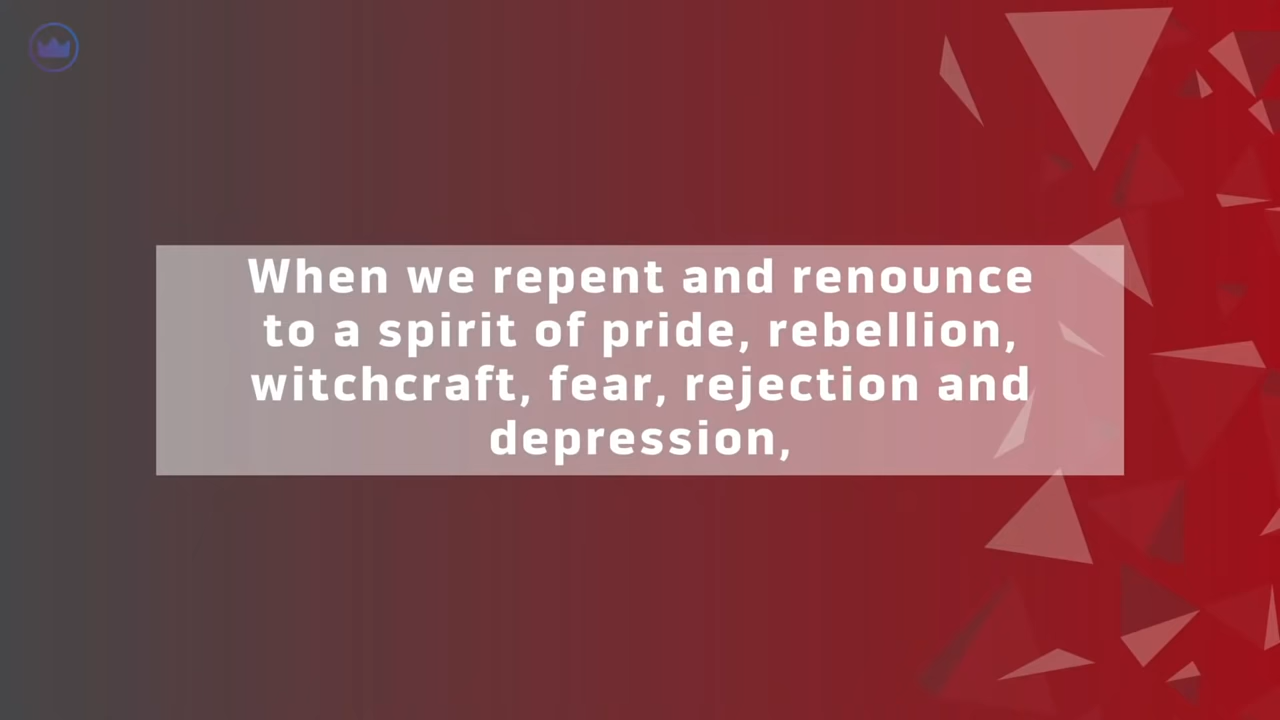 When we repent and renounce
to a spirit of pride, rebellion,
witchcraft, fear, rejection and
depression,